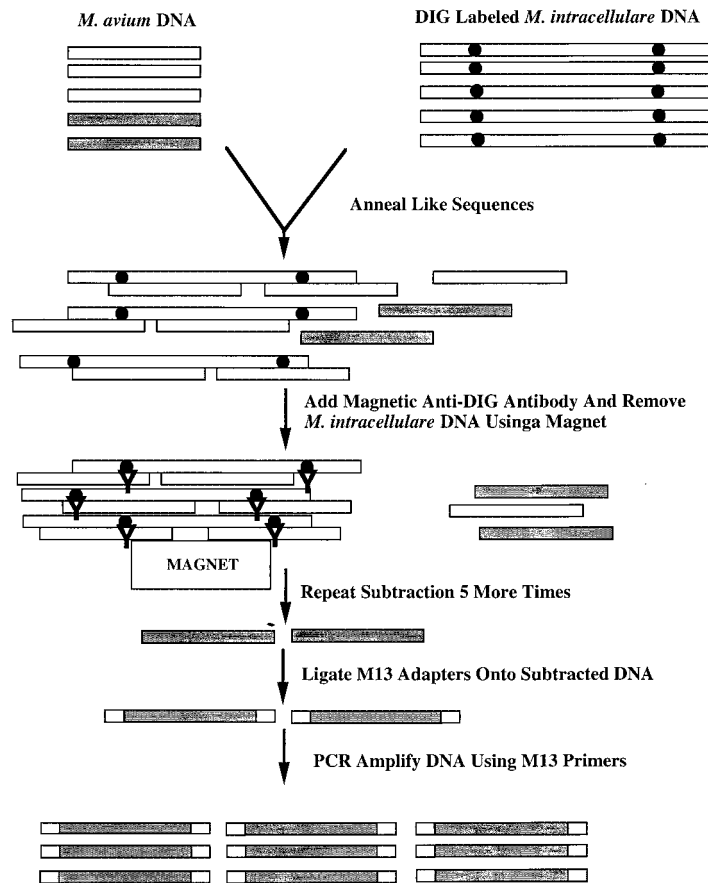 M. avium DNA
DIG Labeled M. intracellulare DNA
Anneal Like Sequences
Add Magnetic Anti-DIG Antibody And Remove
M. intracellulare DNA Usinga Magnet
MAGNET
Repeat Subtraction 5 More Times
Ligate M13 Adapters Onto Subtracted DNA
PCR Amplify DNA Using M13 Primers